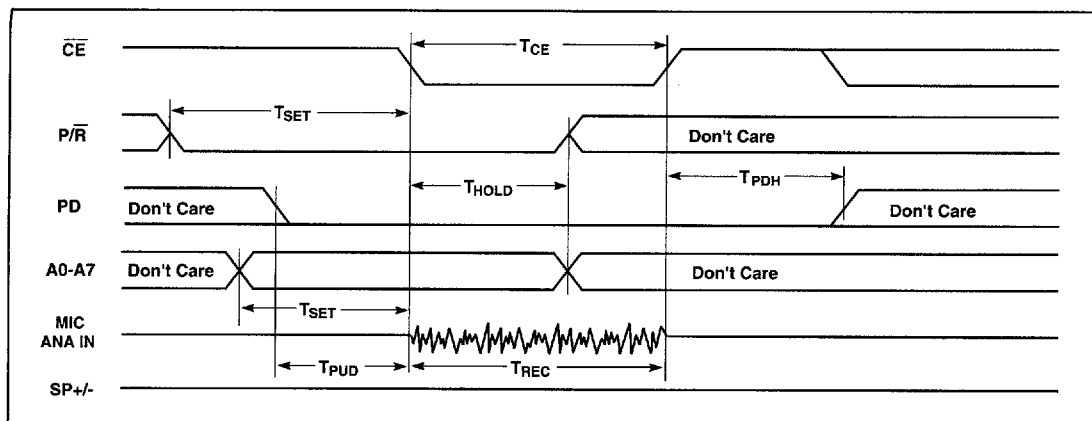 CE
TCE
TSET
P/R
Don't Care
THOLD
TPDH
PD
Don't Care
Don't Care
A0-A7
Don't Care
Don't Care
TSET
MIC
ANA IN
TPUD
TREC
SP+/-